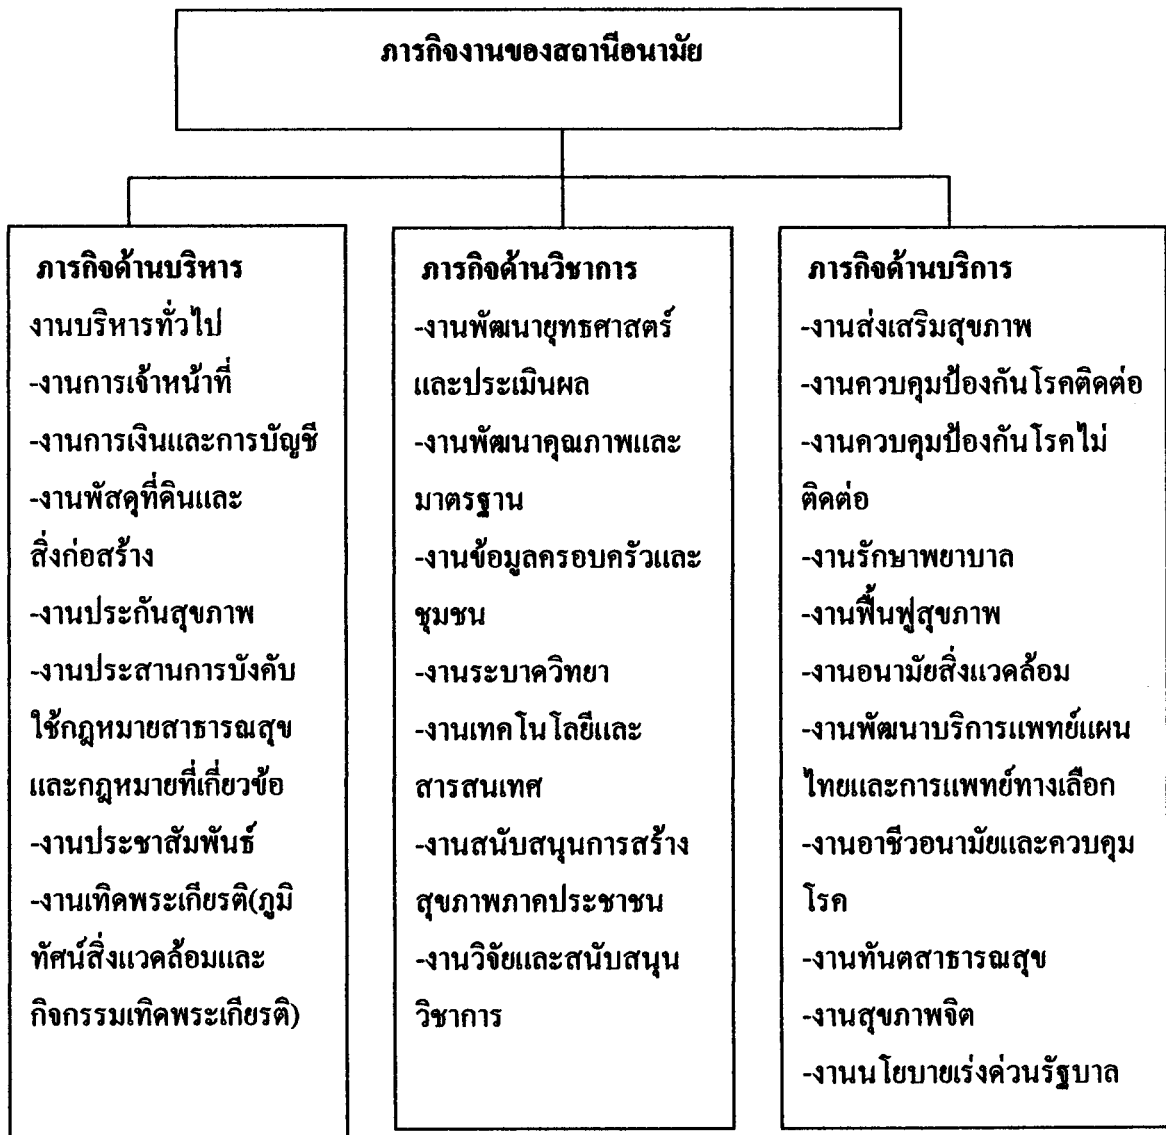 ภารกิจงานของสถานีอนามัย
ภารกิจด้านบริหาร
งานบริหารทั่วไป
-งานการเจ้าหน้าที่
-งานการเงินและการบัญชี
-งานพัสดุที่ดินและ
สิ่งก่อสร้าง
-งานประกันสุขภาพ
-งานประสานการบังคับ
ใช้กฎหมายสาธารณสุข
และกฎหมายที่เกี่ยวข้อ
-งานประชาสัมพันธ์
-งานเทิดพระเกียรติ(ภูมิ
ทัศน์สิ่งแวดล้อมและ
กิจกรรมเทิดพระเกียรติ)
ภารกิจด้านวิชาการ
-งานพัฒนายุทธศาสตร์
และประเมินผล
-งานพัฒนาคุณภาพและ
มาตรฐาน
-งานข้อมูลครอบครัวและ
ชุมชน
-งานระบาดวิทยา
-งานเทคโนโลยีและ
สารสนเทศ
-งานสนับสนุนการสร้าง
สุขภาพภาคประชาชน
-งานวิจัยและสนับสนุน
วิชาการ
ภารกิจด้านบริการ
-งานส่งเสริมสุขภาพ
-งานควบคุมป้องกันโรคติดต่อ
-งานควบคุมป้องกันโรคไม่
ติดต่อ
-งานรักษาพยาบาล
-งานฟื้นฟูสุขภาพ
-งานอนามัยสิ่งแวดล้อม
-งานพัฒนาบริการแพทย์แผน
ไทยและการแพทย์ทางเลือก
-งานอาชีวอนามัยและควบคุม
โรค
-งานทันตสาธารณสุข
-งานสุขภาพจิต
-งานนโยบายเร่งด่วนรัฐบาล